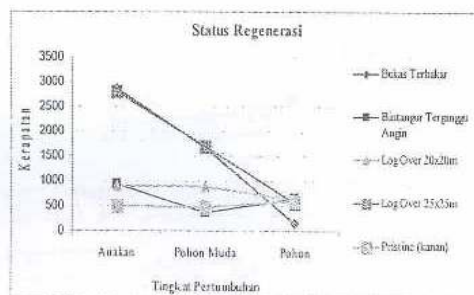 Status Regenerasi
3500
3000
2500
2000
1500
1000
500
0
Kerapatan
Anakan
Pohon Muda
Pohon
Tingkat Pertumbuhan
Bekas Terbakar
Bintangur Terganggu
Angin
Log Over 20x20m
Log Over 25x25m
Pristine (kanan)